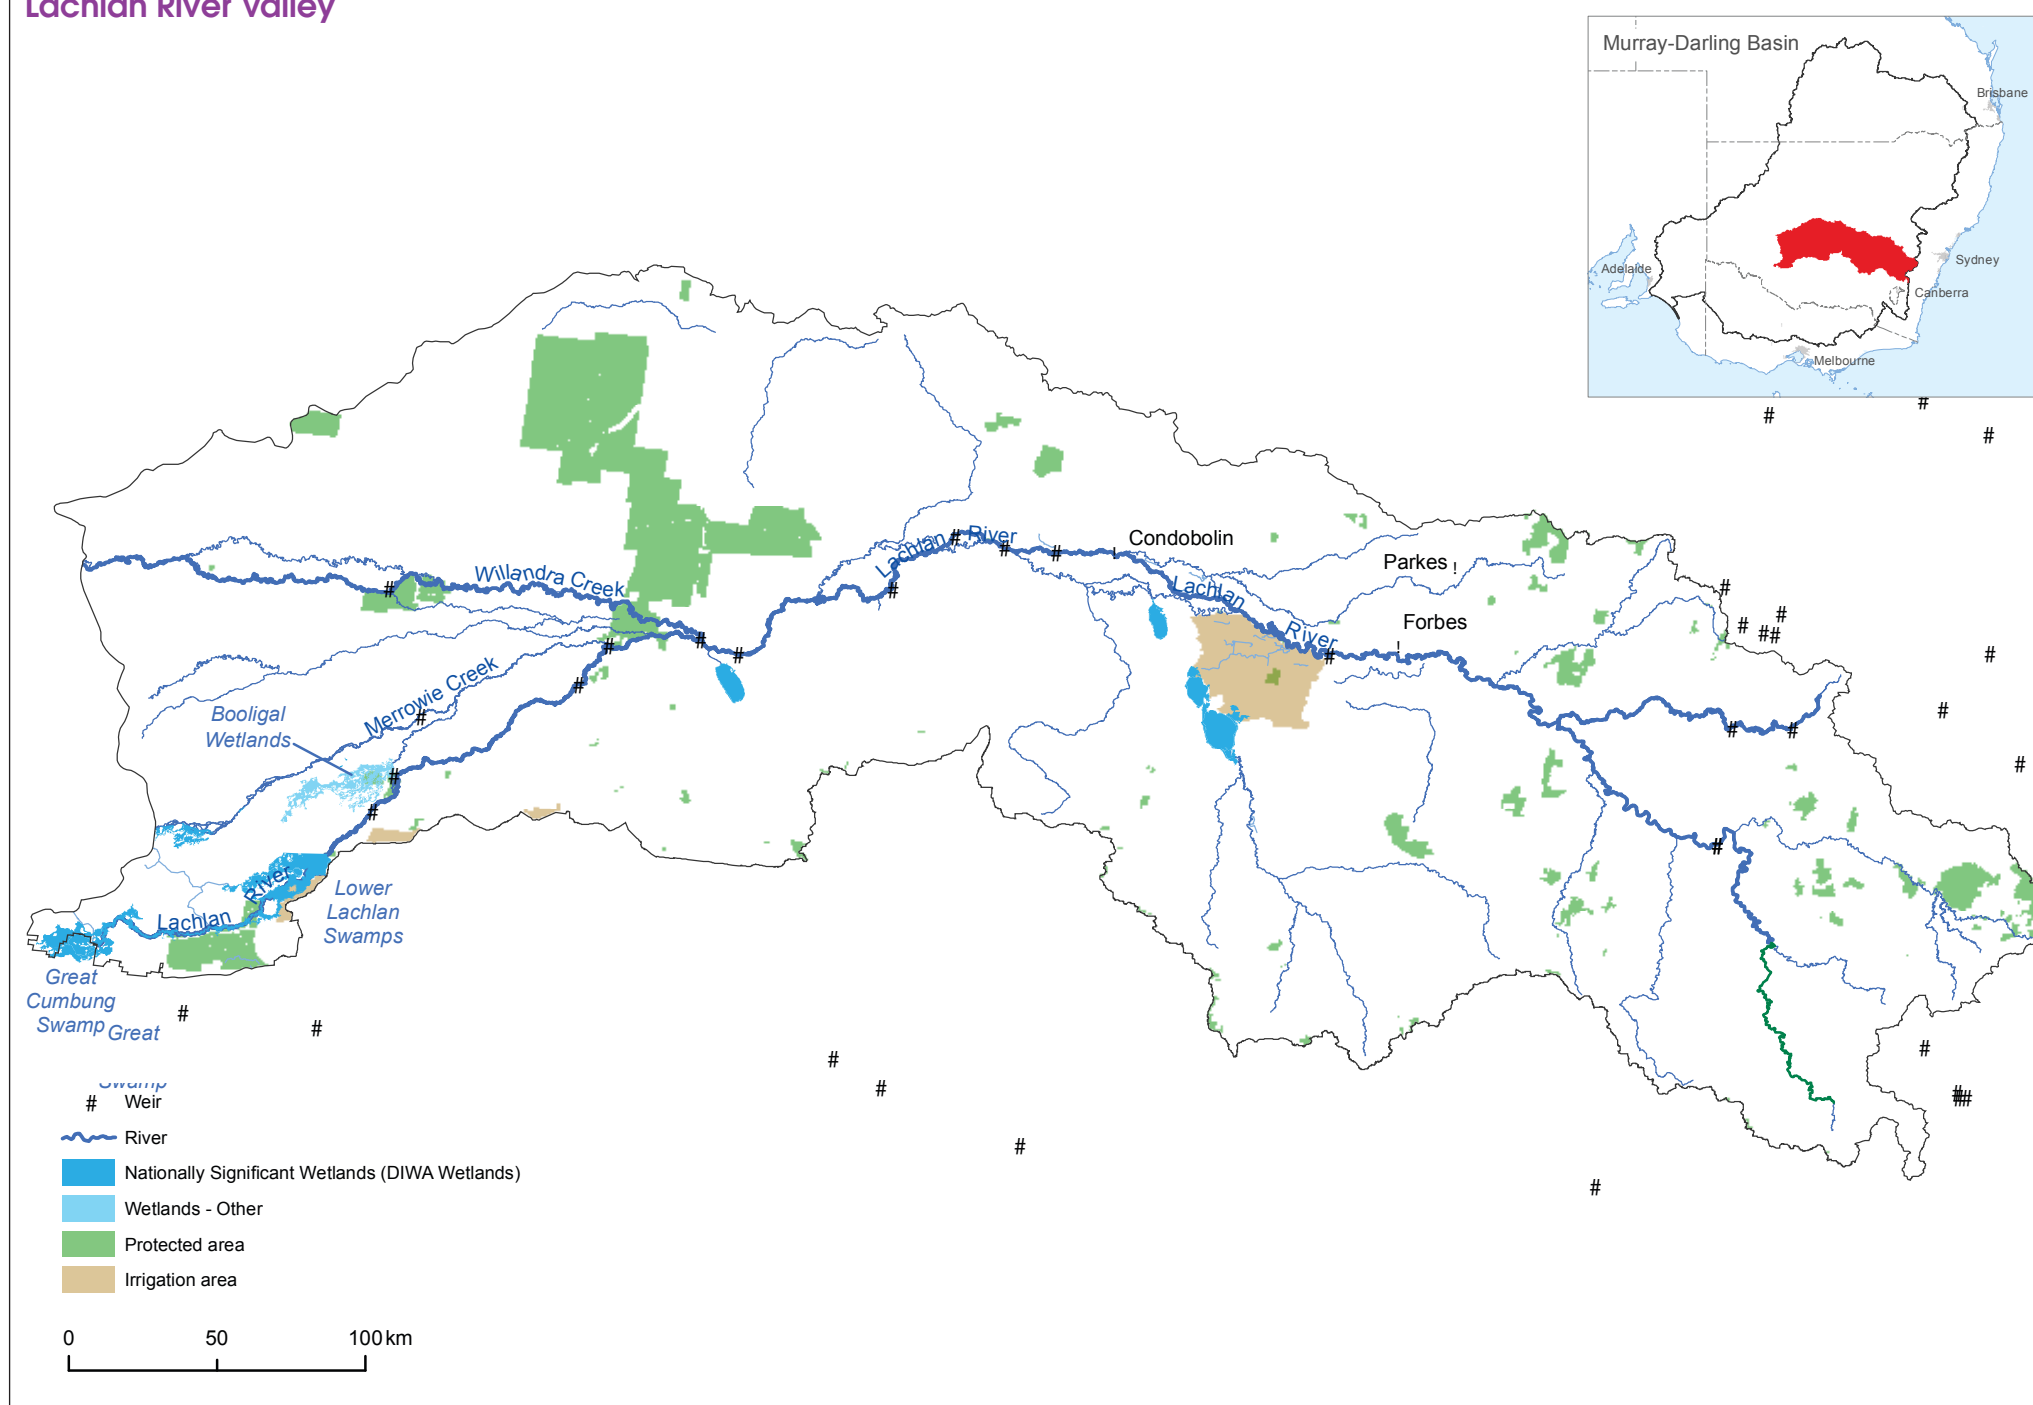 Lachlan River Valley
Murray-Darling Basin
Brisbane
Adelaide
Sydney
Canberra
Melbourne
Condobolin
Parkes
Forbes
Lachlan River
Lachlan
River
Willandra Creek
Merrowie Creek
Booligal
Wetlands
River
Lachlan
Lower
Lachlan
Swamps
Great
Cumbung
Swamp
Great
Swamp
# Weir
River
Nationally Significant Wetlands (DIWA Wetlands)
Wetlands - Other
Protected area
Irrigation area
0 50 100 km